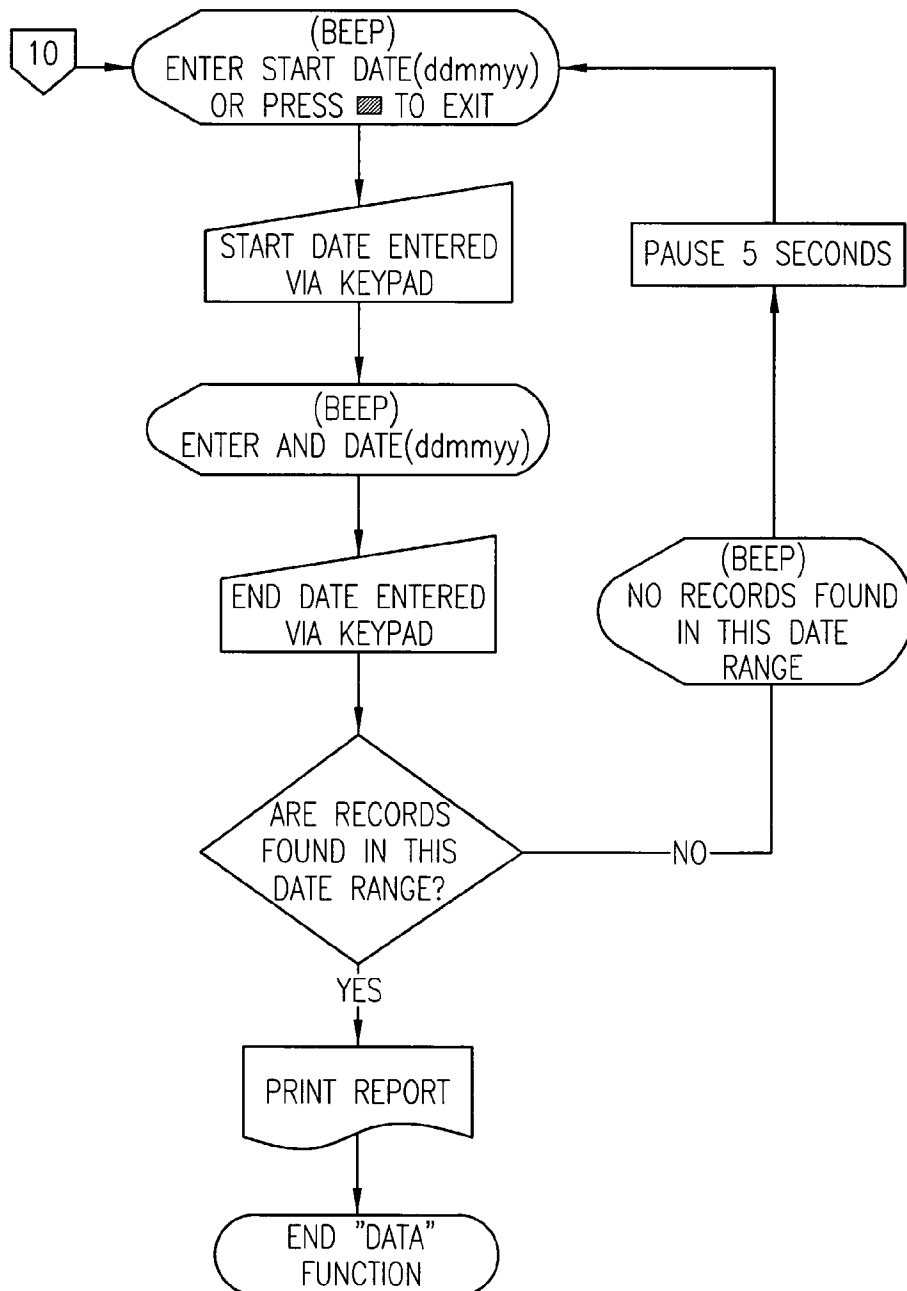 10
(BEEP)
ENTER START DATE(ddmmyy)
OR PRESS ▨ TO EXIT
START DATE ENTERED
VIA KEYPAD
PAUSE 5 SECONDS
(BEEP)
ENTER AND DATE(ddmmyy)
END DATE ENTERED
VIA KEYPAD
(BEEP)
NO RECORDS FOUND
IN THIS DATE
RANGE
ARE RECORDS
FOUND IN THIS
DATE RANGE?
NO
YES
PRINT REPORT
END "DATA"
FUNCTION